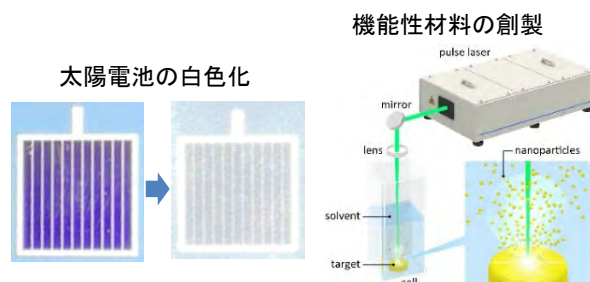 機能性材料の創製
太陽電池の白色化
pulse laser
mirror
lens
nanoparticles
solvent
target
cell